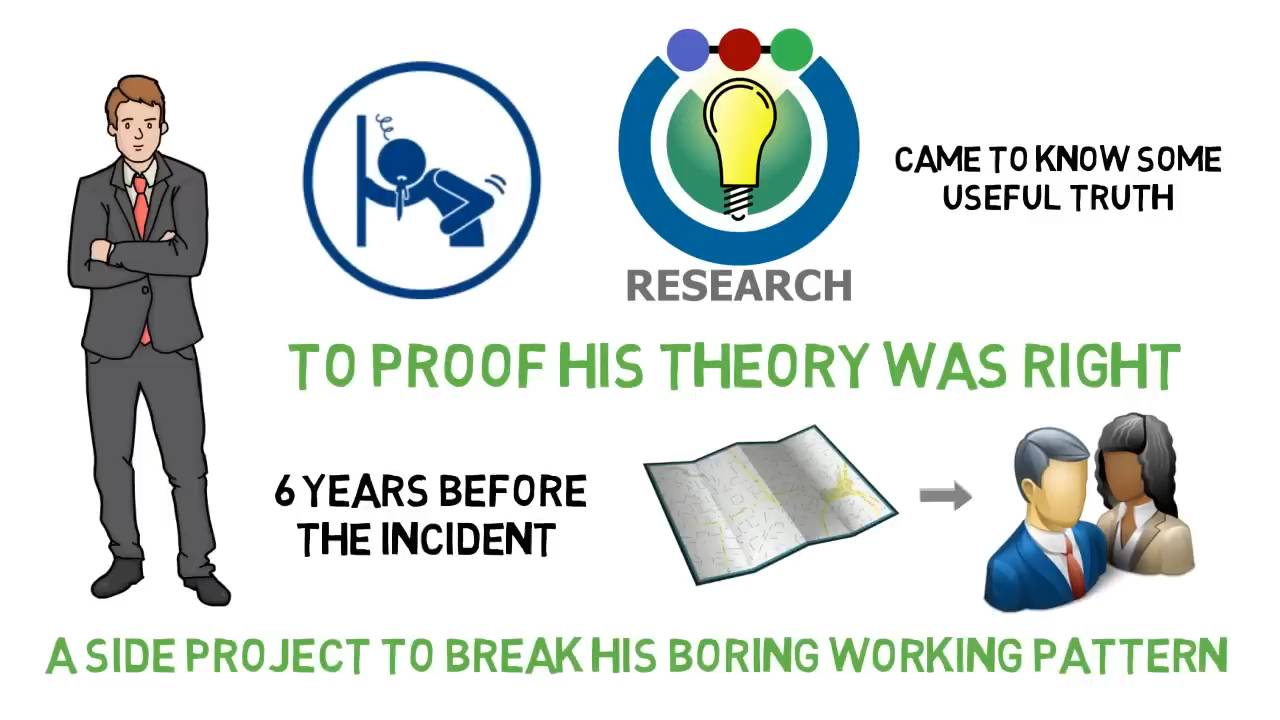 CAME TO KNOW SOME
USEFUL TRUTH
RESEARCH
TO PROOF HIS THEORY WAS RIGHT
6 YEARS BEFORE
THE INCIDENT
A SIDE PROJECT TO BREAK HIS BORING WORKING PATTERN